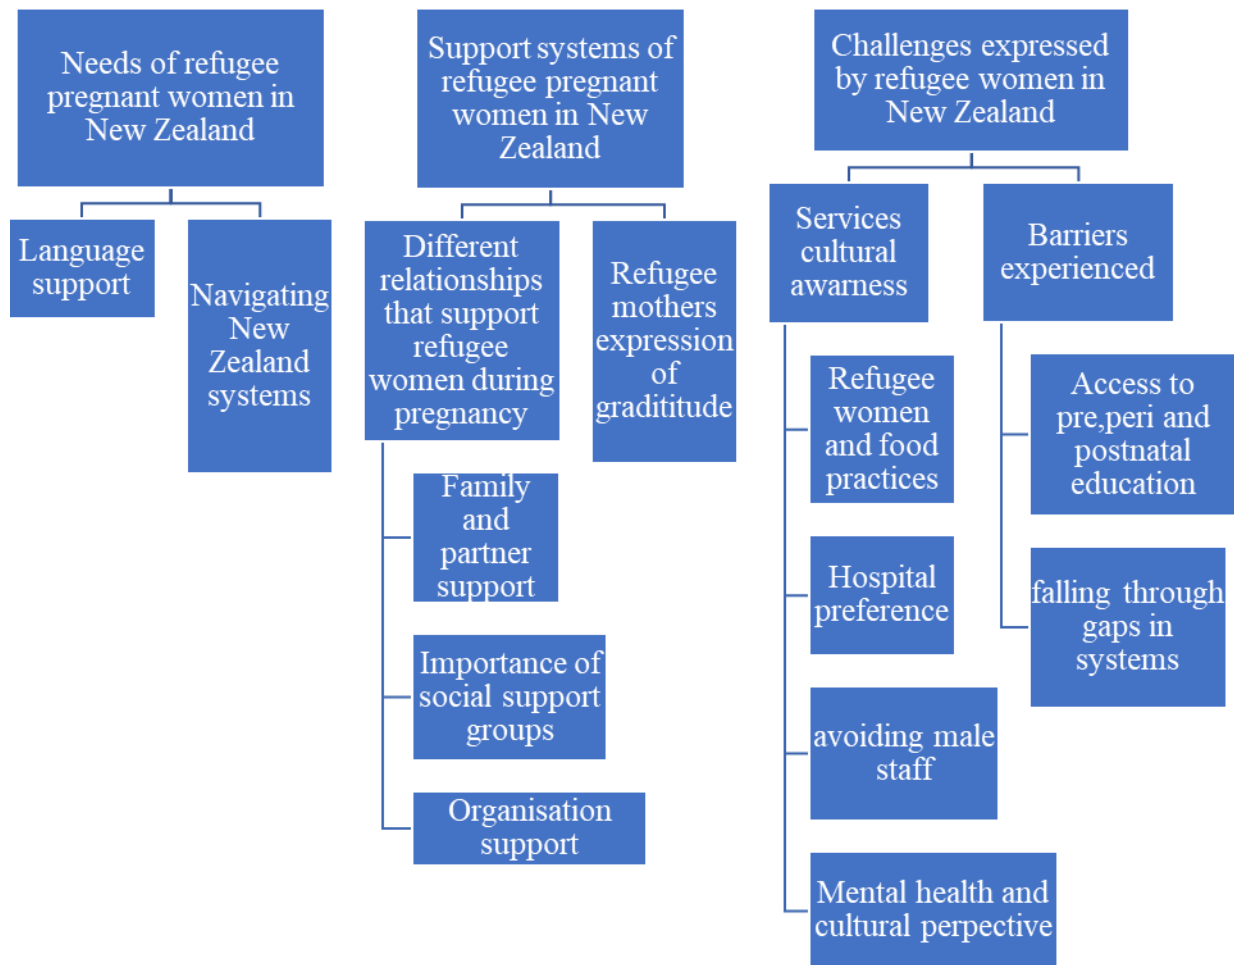 Needs of refugee
pregnant women in
New Zealand
Language
support
Navigating
New
Zealand
systems
Support systems of
refugee pregnant
women in New
Zealand
Different
relationships
that support
refugee
women during
pregnancy
Family
and
partner
support
Importance of
social support
groups
Organisation
support
Refugee
mothers
expression
of
gradititude
Challenges expressed
by refugee women in
New Zealand
Services
cultural
awarness
Refugee
women
and food
practices
Hospital
preference
avoiding male
staff
Mental health and
cultural perpective
Barriers
experienced
Access to
pre,peri and
postnatal
education
falling through
gaps in
systems